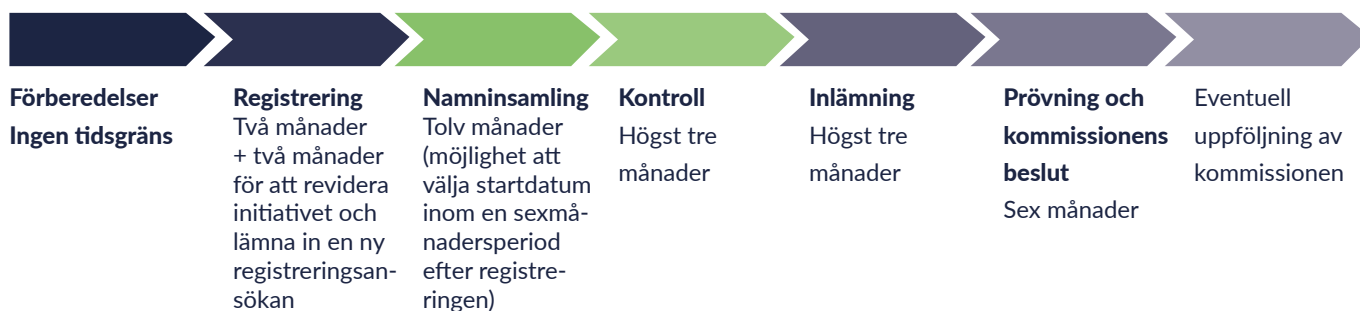 Förberedelser
Ingen tidsgräns
Registrering
Två månader
+ två månader
för att revidera
initiativet och
lämna in en ny
registreringsan-
sökan
Namninsamling
Tolv månader
(möjlighet att
välja startdatum
inom en sexmå-
nadersperiod
efter registre-
ringen)
Kontroll
Högst tre
månader
Inlämning
Högst tre
månader
Prövning och
kommissionens
beslut
Sex månader
Eventuell
uppföljning av
kommissionen